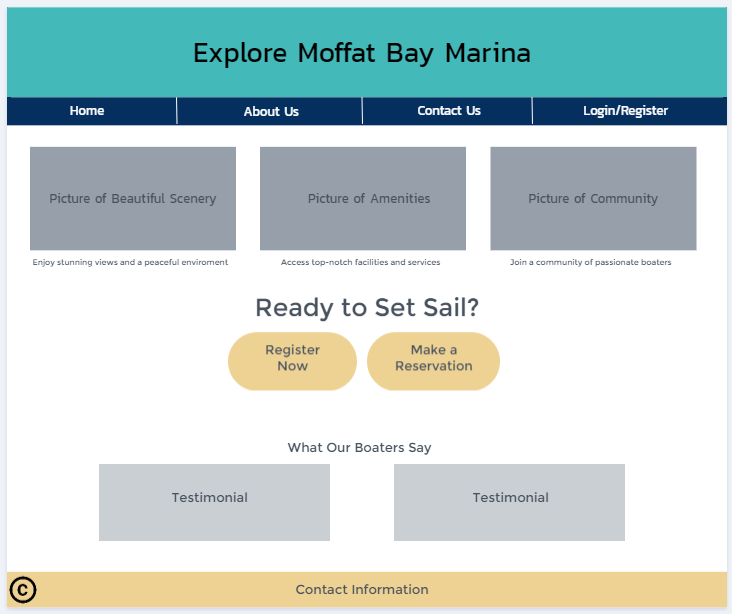 Explore Moffat Bay Marina
Home
About Us
Contact Us
Login/Register
Picture of Beautiful Scenery
Picture of Amenities
Picture of Community
Enjoy stunning views and a peaceful enviroment
Access top-notch facilities and services
Join a community of passionate boaters
Ready to Set Sail?
Register
Now
Make a
Reservation
What Our Boaters Say
Testimonial
Testimonial
©
Contact Information